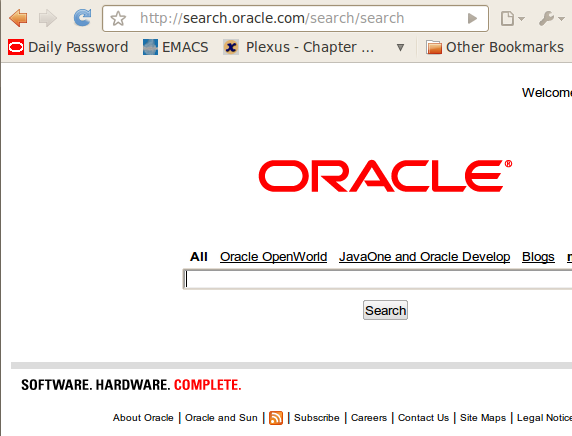 http://search.oracle.com/search/search
Daily Password EMACS Plexus - Chapter ... Other Bookmarks
Welcome
ORACLE®
All Oracle OpenWorld JavaOne and Oracle Develop Blogs
Search
SOFTWARE. HARDWARE. COMPLETE.
About Oracle | Oracle and Sun | | Subscribe | Careers | Contact Us | Site Maps | Legal Notice